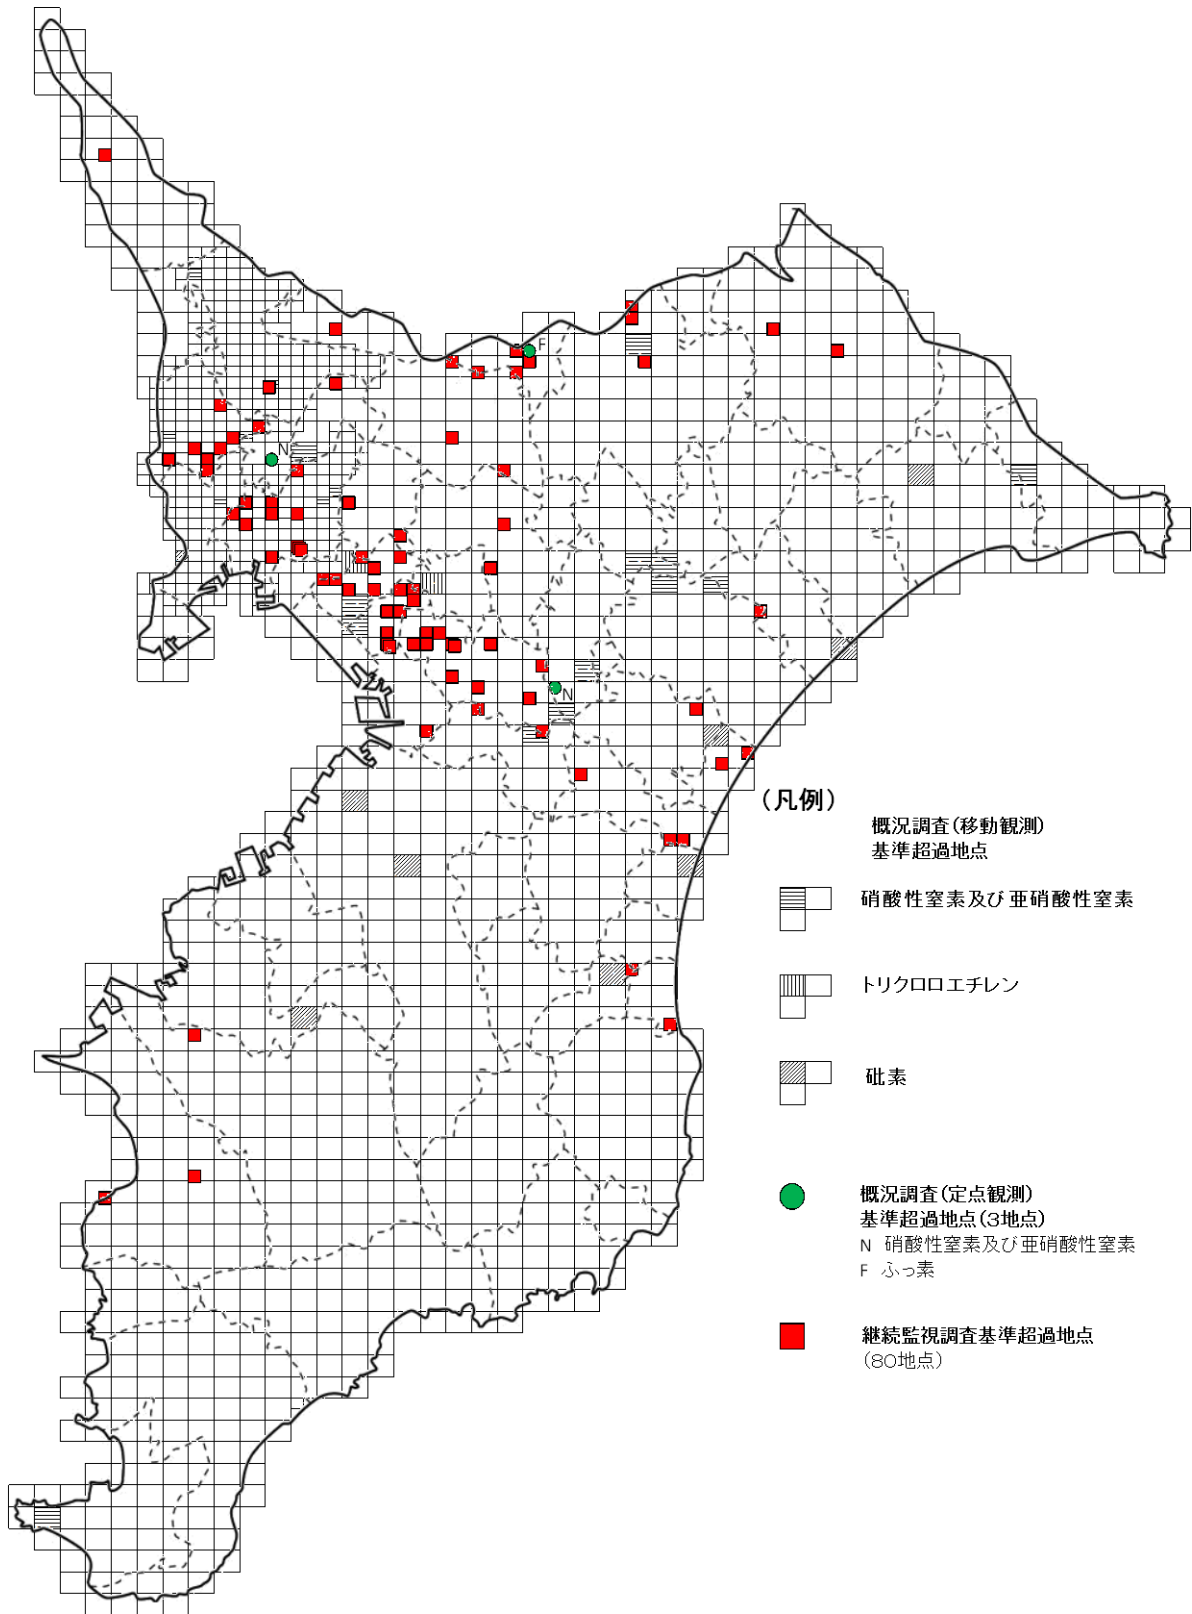 F
N
N
（凡例）
概況調査（移動観測）
基準超過地点
硝酸性窒素及び亜硝酸性窒素
トリクロロエチレン
砒素
概況調査（定点観測）
基準超過地点（3地点）
N 硝酸性窒素及び亜硝酸性窒素
F ふっ素
継続監視調査基準超過地点
（80地点）